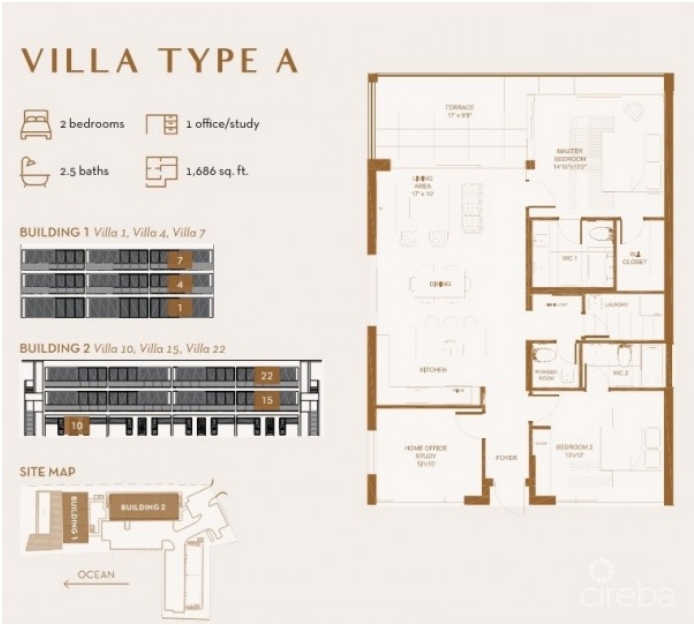 VILLA TYPE A
2 bedrooms
1 office/study
2.5 baths
1,686 sq. ft.
BUILDING 1 Villa 1, Villa 4, Villa 7
7
4
1
BUILDING 2 Villa 10, Villa 15, Villa 22
22
15
10
SITE MAP
BUILDING 1
BUILDING 2
OCEAN
TERRACE
MASTER
BEDROOM
LIVING
AREA
WC 1
CLOSET
DINING
LAUNDRY
KITCHEN
POWDER
ROOM
WC 2
HOME OFFICE
STUDY
FOYER
BEDROOM 2
cireba